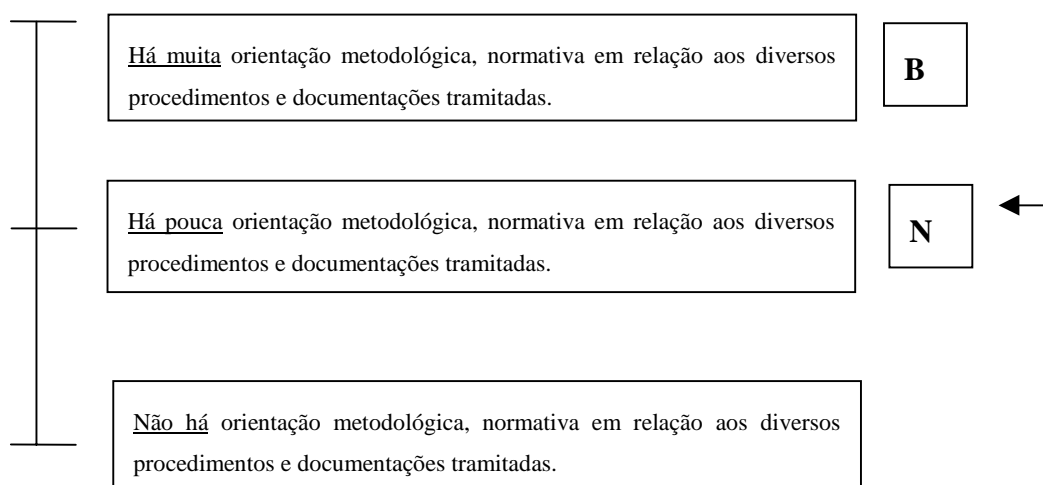 Há muita orientação metodológica, normativa em relação aos diversos
procedimentos e documentações tramitadas.
B
Há pouca orientação metodológica, normativa em relação aos diversos
procedimentos e documentações tramitadas.
N
Não há orientação metodológica, normativa em relação aos diversos
procedimentos e documentações tramitadas.